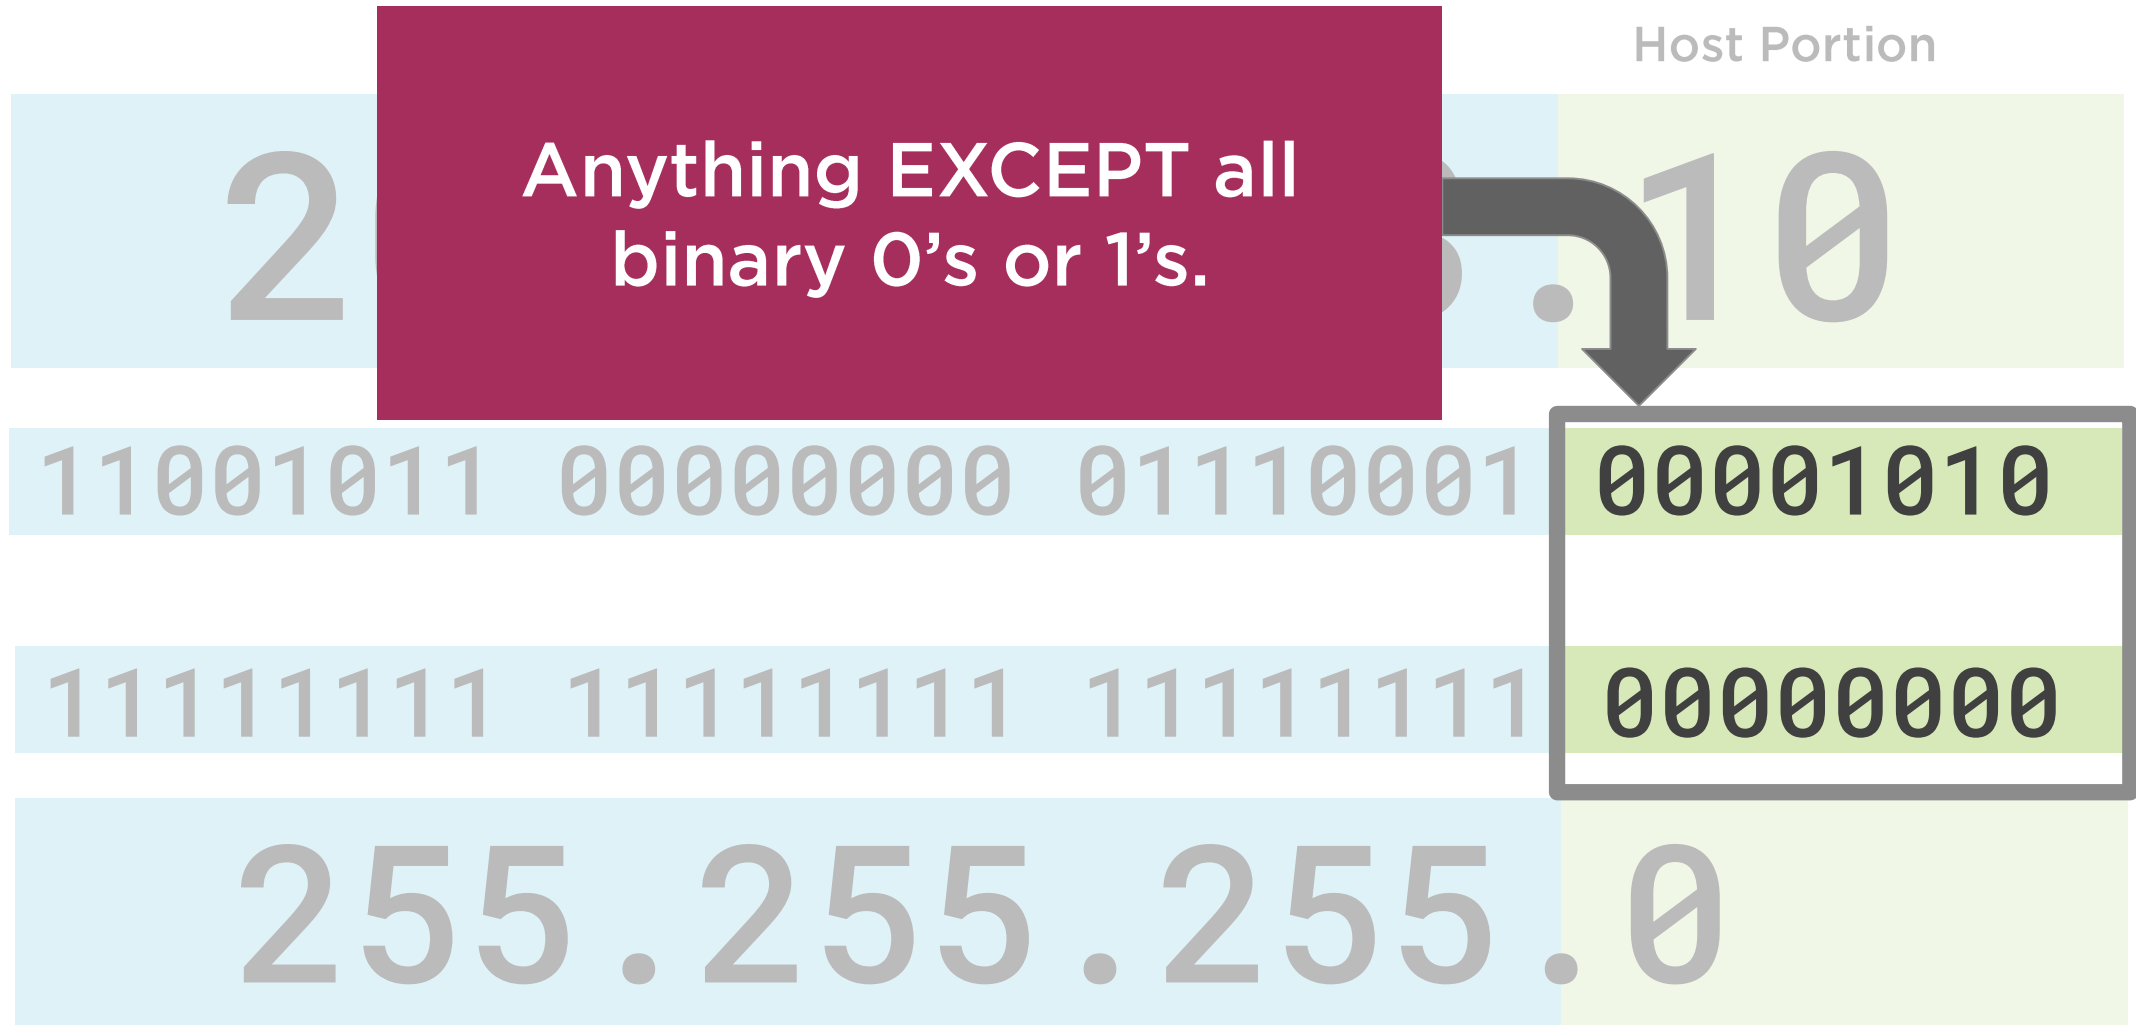 Host Portion
Anything EXCEPT all
binary 0’s or 1’s.
2 .10
11001011 00000000 01110001 00001010
11111111 11111111 11111111 00000000
255.255.255.0